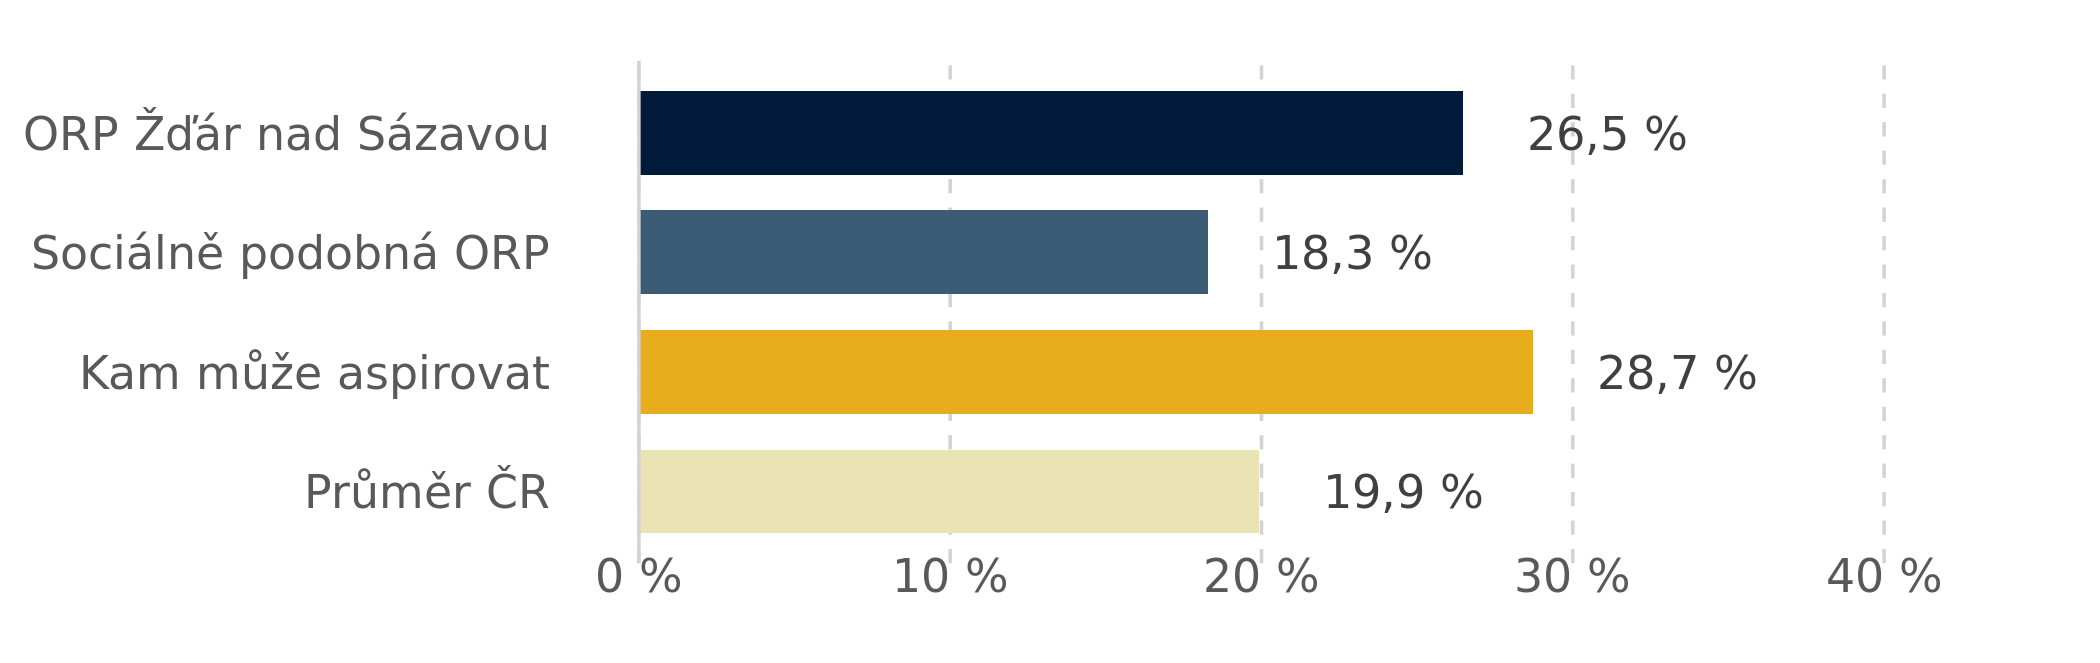 ORP Žďár nad Sázavou 26,5 %
Sociálně podobná ORP 18,3 %
Kam může aspirovat 28,7 %
Průměr ČR 19,9 %
0 % 10 % 20 % 30 % 40 %